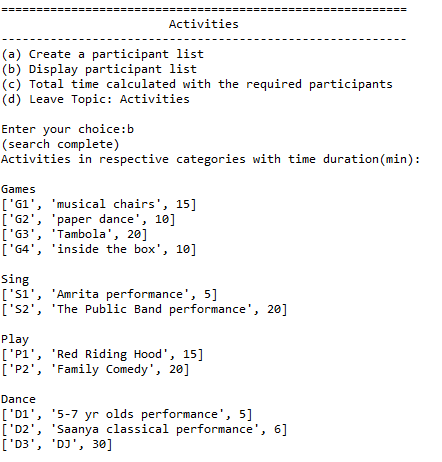 ==========================================================
Activities
----------------------------------------------------------
(a) Create a participant list
(b) Display participant list
(c) Total time calculated with the required participants
(d) Leave Topic: Activities
Enter your choice:b
(search complete)
Activities in respective categories with time duration(min):
Games
['G1', 'musical chairs', 15]
['G2', 'paper dance', 10]
['G3', 'Tambola', 20]
['G4', 'inside the box', 10]
Sing
['S1', 'Amrita performance', 5]
['S2', 'The Public Band performance', 20]
Play
['P1', 'Red Riding Hood', 15]
['P2', 'Family Comedy', 20]
Dance
['D1', '5-7 yr olds performance', 5]
['D2', 'Saanya classical performance', 6]
['D3', 'DJ', 30]